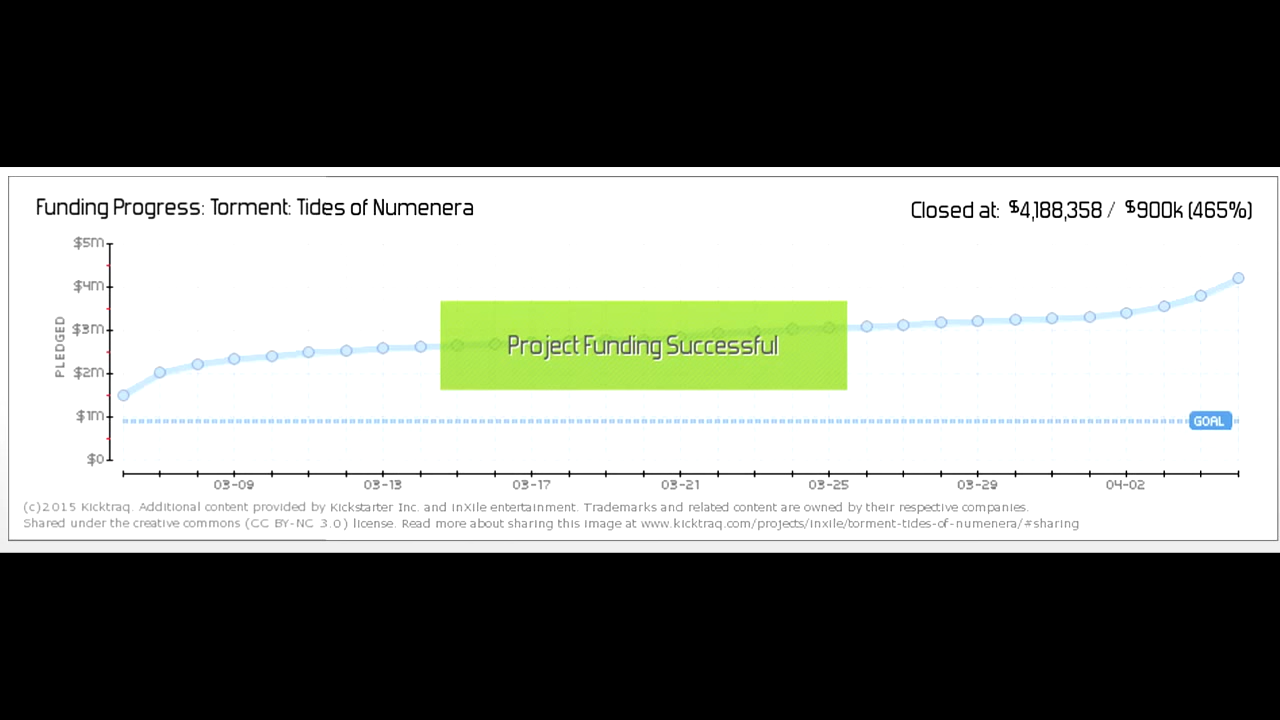 Funding Progress: Torment: Tides of Numenera
Closed at: $4,188,358 / $900k (465%)
$5m
$4m
$3m
$2m
$1m
$0
PLEDGED
Project Funding Successful
GOAL
03-09 03-13 03-17 03-21 03-25 03-29 04-02
(c)2015 Kicktraq. Additional content provided by Kickstarter Inc. and inXile entertainment. Trademarks and related content are owned by their respective companies.
Shared under the creative commons (CC BY-NC 3.0) license. Read more about sharing this image at www.kicktraq.com/projects/inxile/torment-tides-of-numenera/#sharing